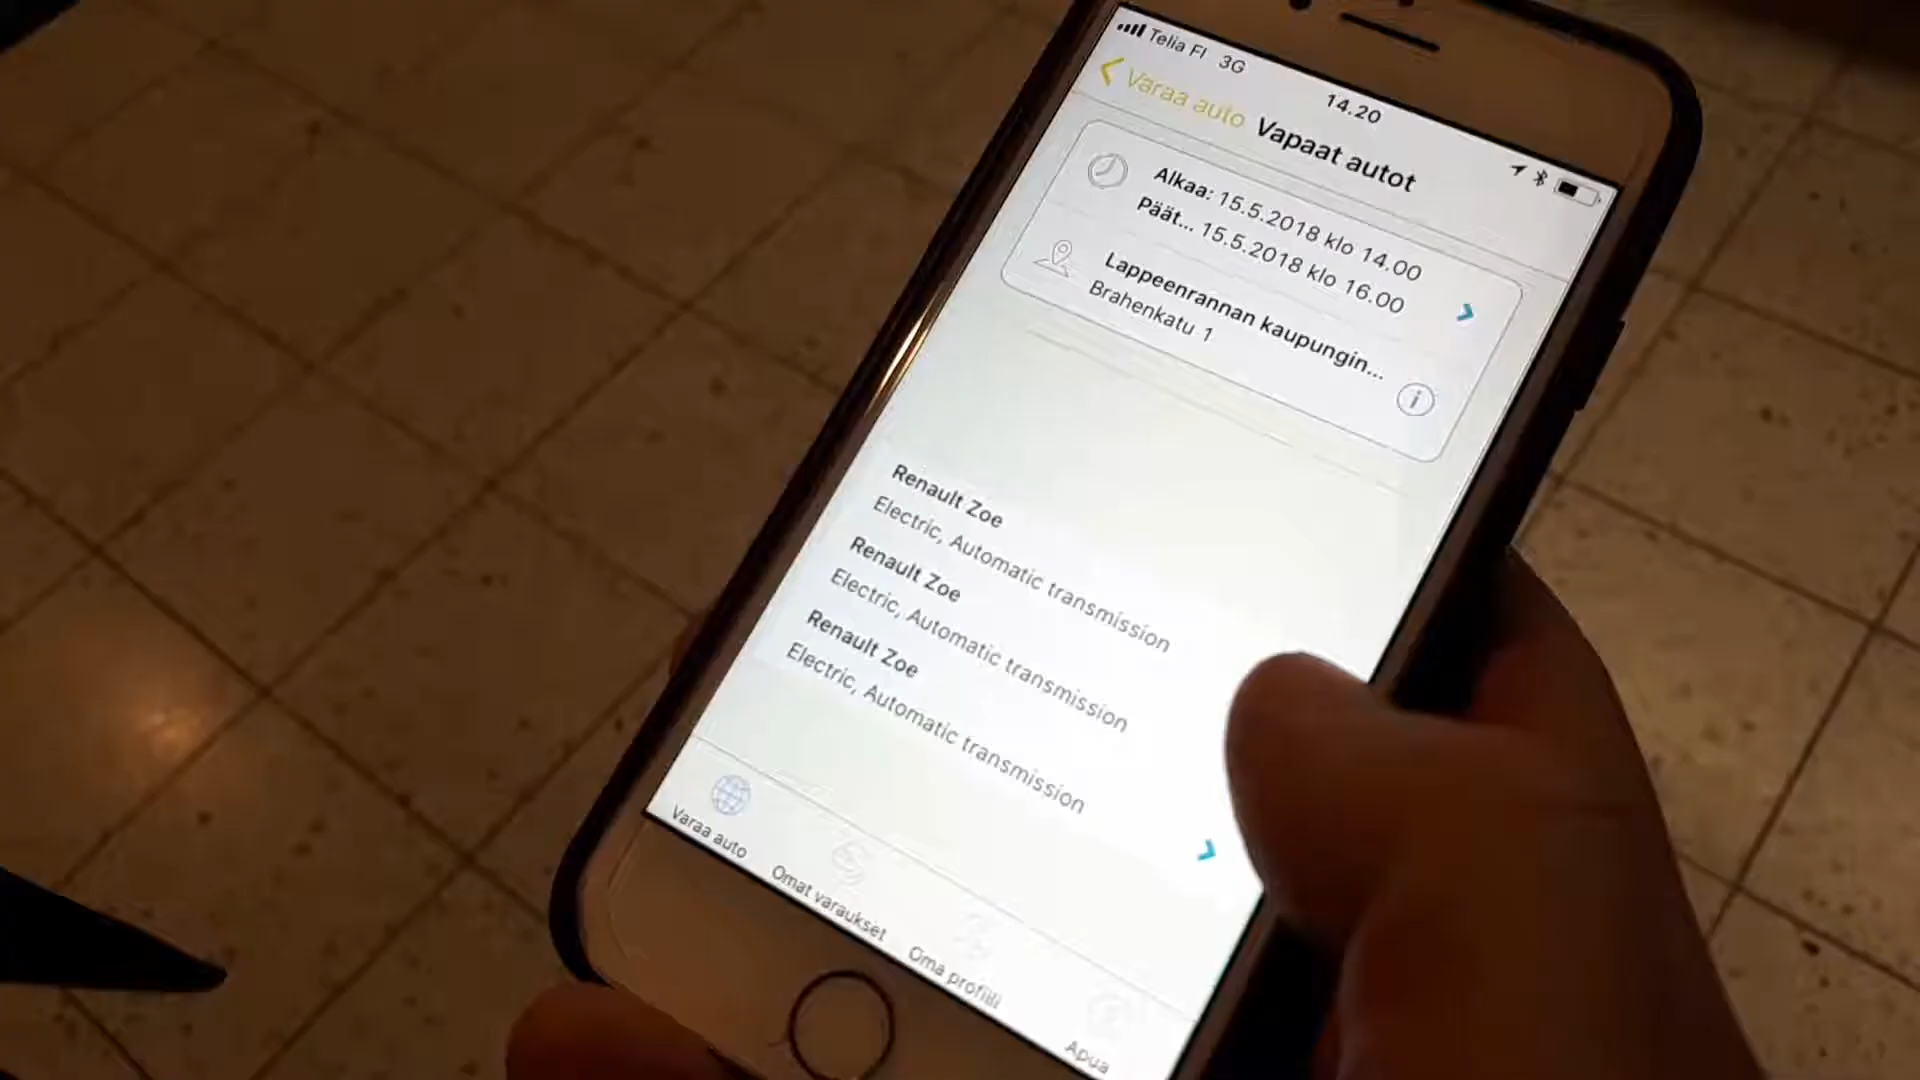 Telia FI 3G
14.20
Varaa auto
Vapaat autot
Alkaa: 15.5.2018 klo 14.00
Päät... 15.5.2018 klo 16.00
Lappeenrannan kaupungin...
Brahenkatu 1
i
Renault Zoe
Electric, Automatic transmission
Renault Zoe
Electric, Automatic transmission
Renault Zoe
Electric, Automatic transmission
Varaa auto
Omat varaukset
Oma profiili
Apua